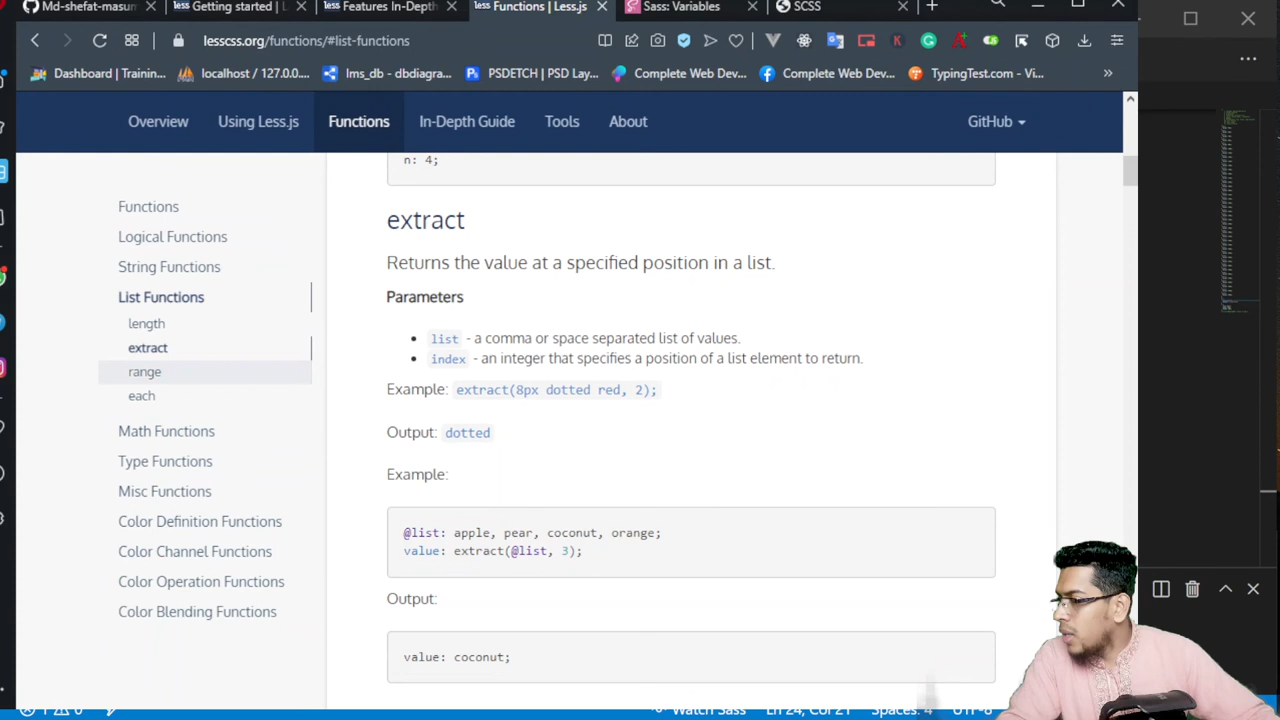 Md-shefat-masum
Getting started |
Features In-Depth
Functions | Less.js
Sass: Variables
SCSS
lesscss.org/functions/#list-functions
Dashboard | Trainin...
localhost / 127.0.0....
lms_db - dbdiagra...
PSDETCH | PSD Lay...
Complete Web Dev...
Complete Web Dev...
TypingTest.com - Vi...
Overview
Using Less.js
Functions
In-Depth Guide
Tools
About
GitHub
Functions
Logical Functions
String Functions
List Functions
length
extract
range
each
Math Functions
Type Functions
Misc Functions
Color Definition Functions
Color Channel Functions
Color Operation Functions
Color Blending Functions
n: 4;
extract
Returns the value at a specified position in a list.
Parameters
list - a comma or space separated list of values.
index - an integer that specifies a position of a list element to return.
Example: extract(8px dotted red, 2);
Output: dotted
Example:
@list: apple, pear, coconut, orange;
value: extract(@list, 3);
Output:
value: coconut;
Watch Sass
Ln 24, Col 21
Spaces: 4
UTF-8